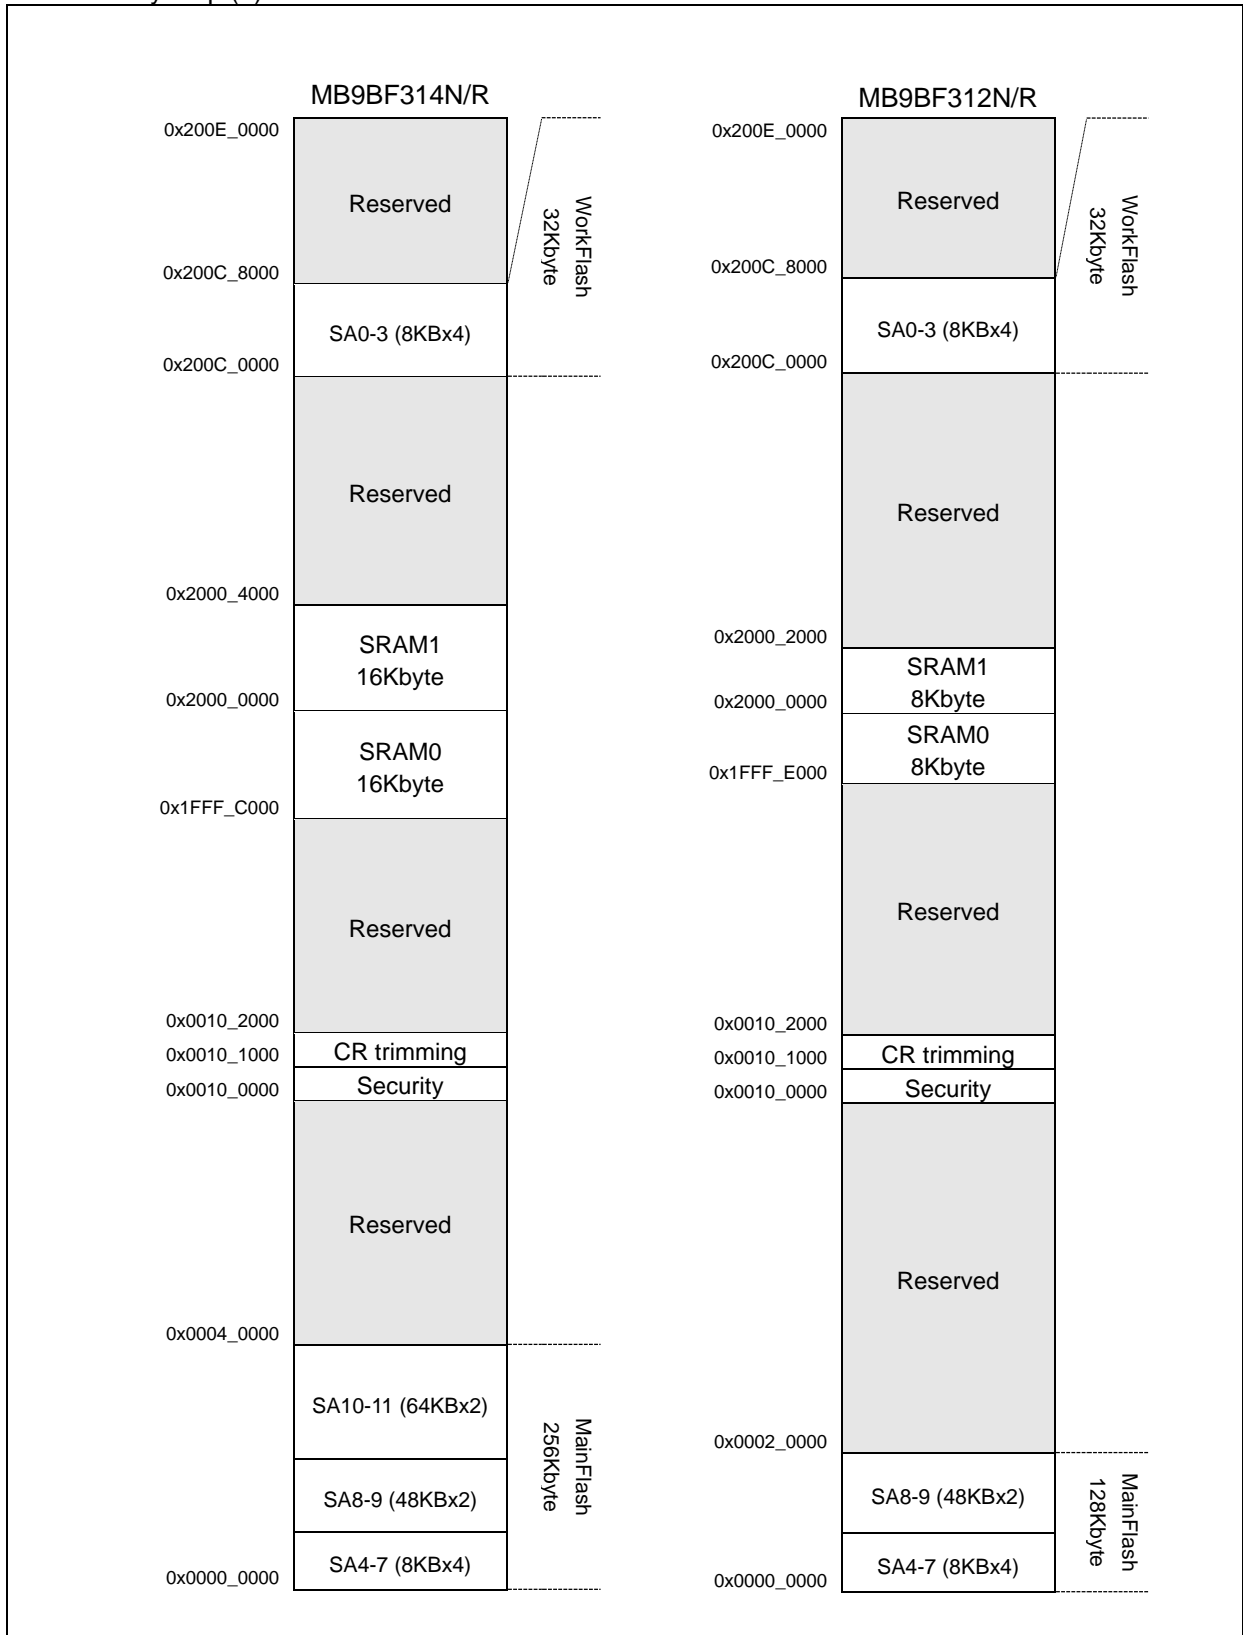 MB9BF314N/R
0x200E_0000
Reserved
0x200C_8000
SA0-3 (8KBx4)
0x200C_0000
WorkFlash
32Kbyte
Reserved
0x2000_4000
SRAM1
16Kbyte
0x2000_0000
SRAM0
16Kbyte
0x1FFF_C000
Reserved
0x0010_2000
CR trimming
0x0010_1000
Security
0x0010_0000
Reserved
0x0004_0000
SA10-11 (64KBx2)
SA8-9 (48KBx2)
SA4-7 (8KBx4)
0x0000_0000
MainFlash
256Kbyte
MB9BF312N/R
0x200E_0000
Reserved
0x200C_8000
SA0-3 (8KBx4)
0x200C_0000
WorkFlash
32Kbyte
Reserved
0x2000_2000
SRAM1
8Kbyte
0x2000_0000
SRAM0
8Kbyte
0x1FFF_E000
Reserved
0x0010_2000
CR trimming
0x0010_1000
Security
0x0010_0000
Reserved
0x0002_0000
SA8-9 (48KBx2)
SA4-7 (8KBx4)
0x0000_0000
MainFlash
128Kbyte